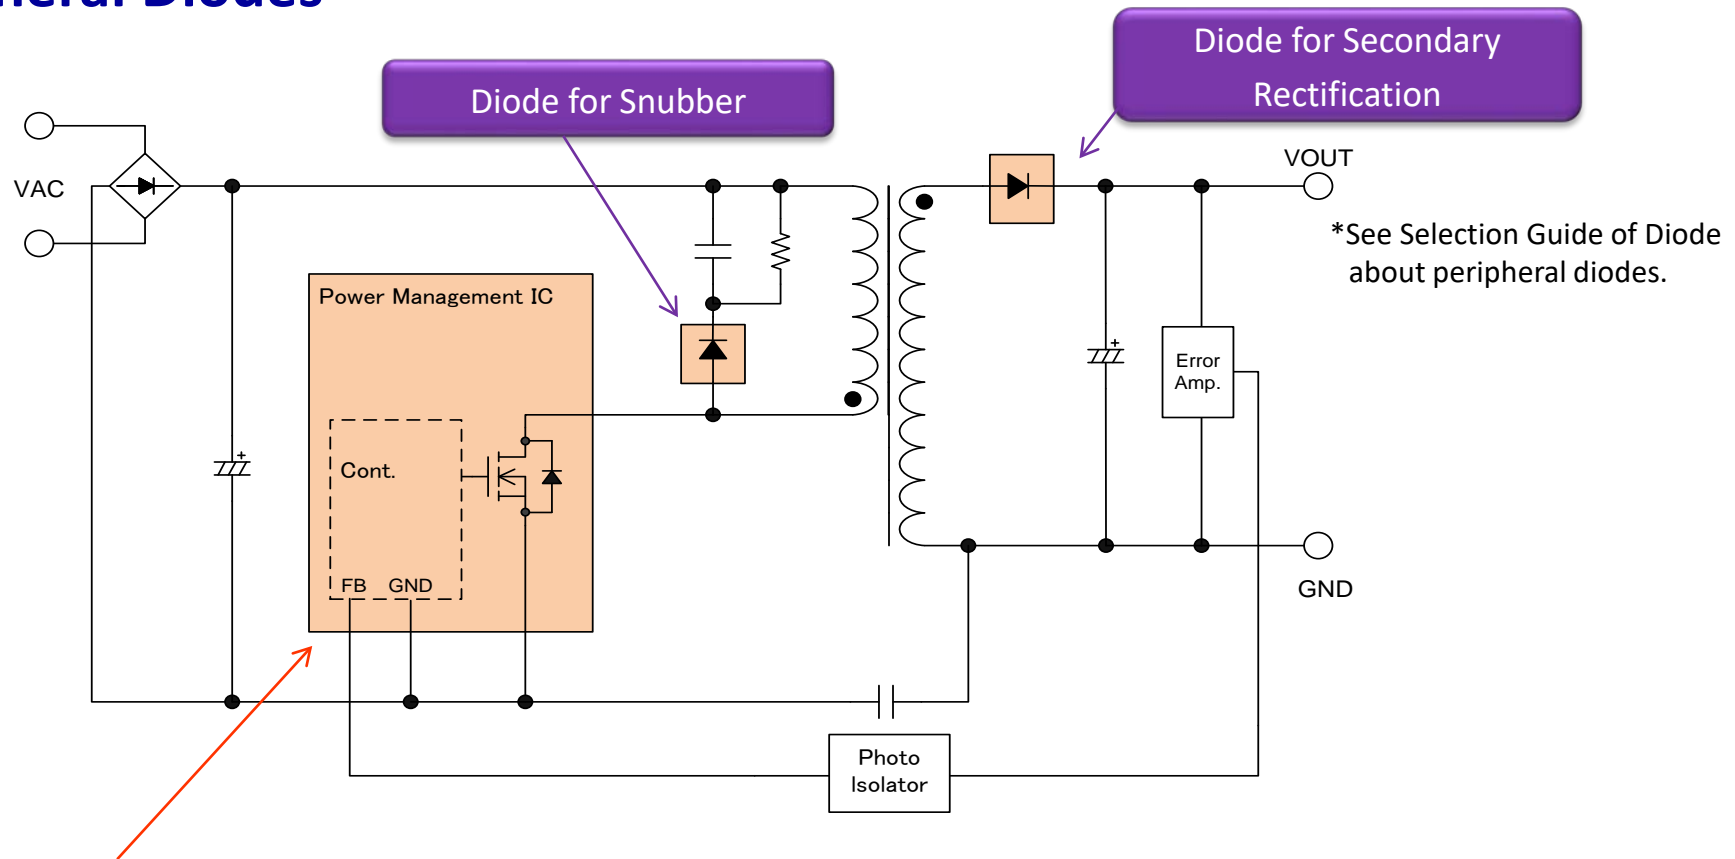 Diodes
Diode for Secondary
Rectification
Diode for Snubber
VOUT
VAC
*See Selection Guide of Diode
about peripheral diodes.
Power Management IC
+
+
Error
Amp.
+
Cont.
FB GND
GND
Photo
Isolator